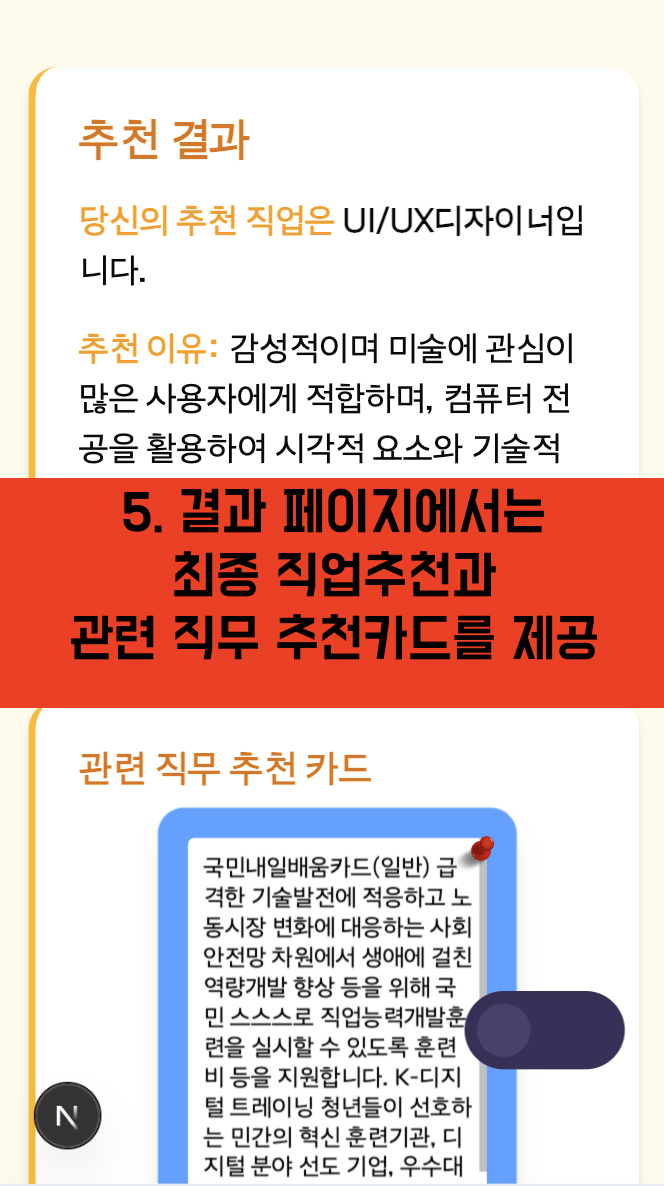 추천 결과
당신의 추천 직업은 UI/UX디자이너입
니다.
추천 이유: 감성적이며 미술에 관심이
많은 사용자에게 적합하며, 컴퓨터 전
공을 활용하여 시각적 요소와 기술적
5. 결과 페이지에서는
최종 직업추천과
관련 직무 추천카드를 제공
관련 직무 추천 카드
국민내일배움카드(일반) 급
격한 기술발전에 적응하고 노
동시장 변화에 대응하는 사회
안전망 차원에서 생애에 걸친
역량개발 향상 등을 위해 국
민 스스스로 직업능력개발훈
련을 실시할 수 있도록 훈련
비 등을 지원합니다. K-디지
털 트레이닝 청년들이 선호하
는 민간의 혁신 훈련기관, 디
지털 분야 선도 기업, 우수대
N